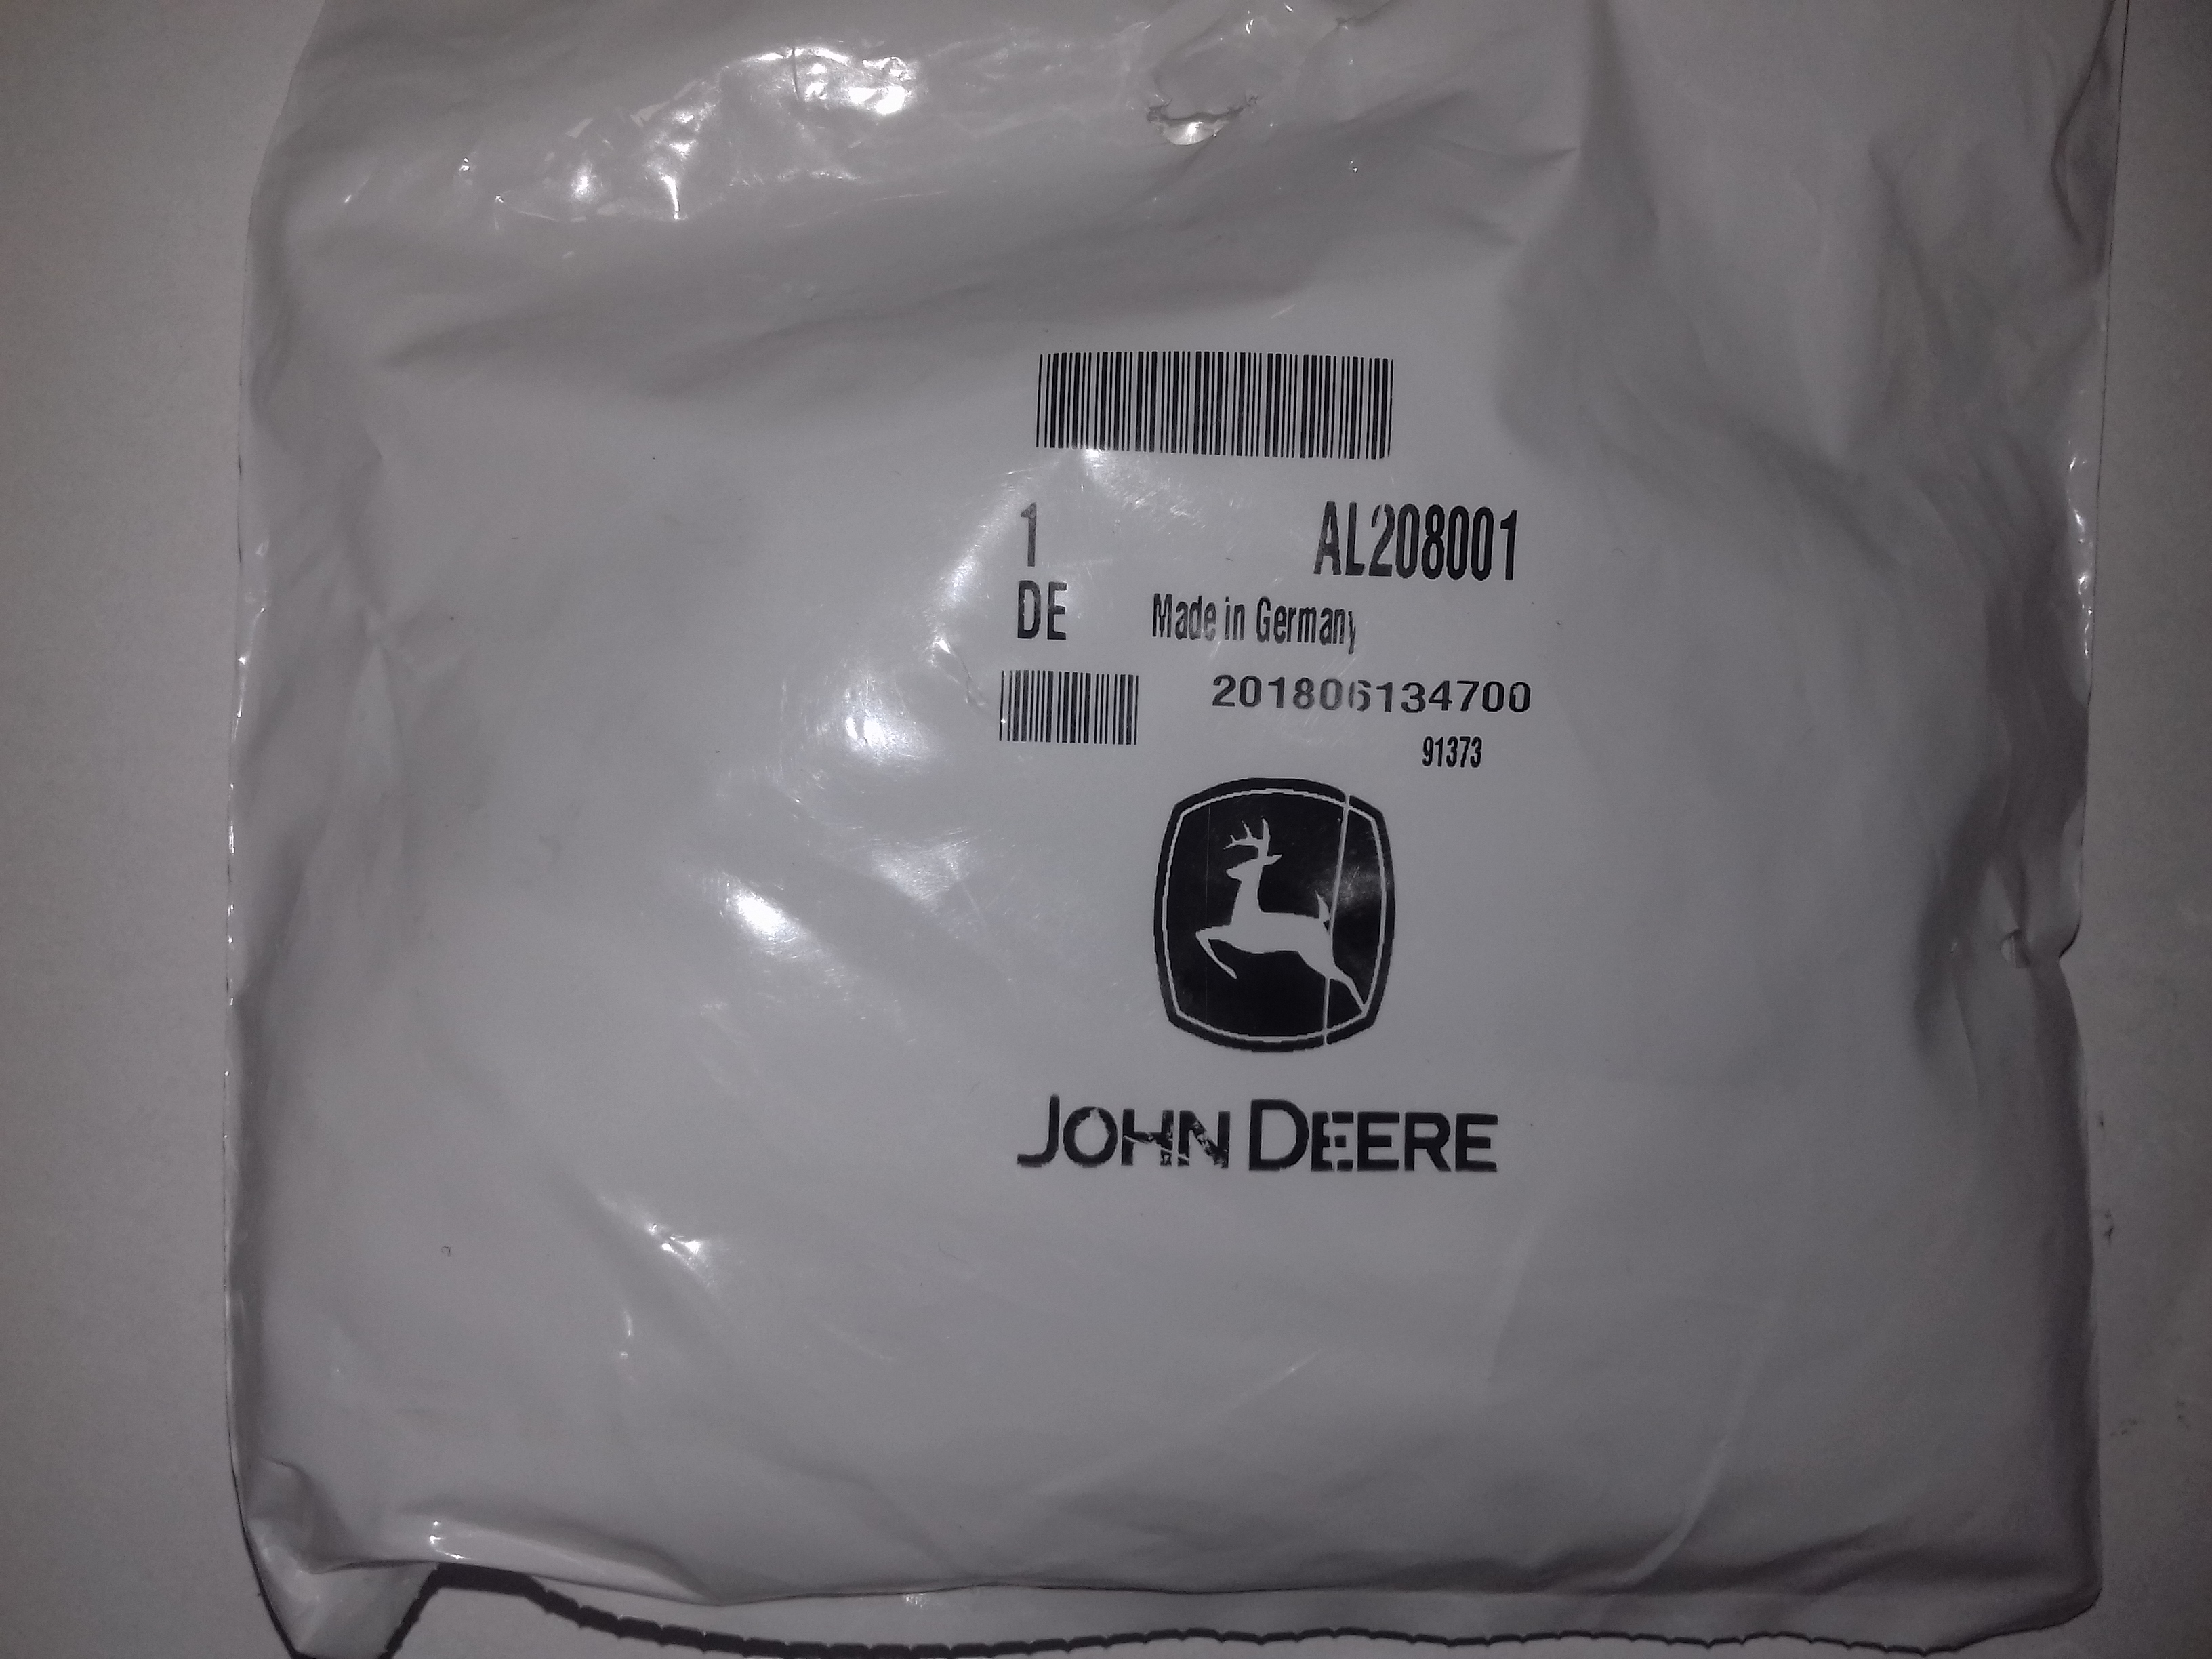 1 AL208001
DE Made in Germany
201806134700
91373
JOHN DEERE